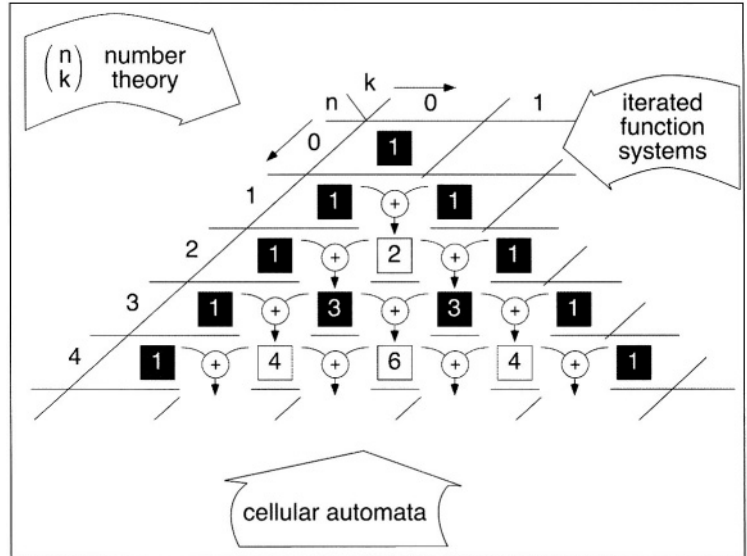 (n k) number
theory
k
n 0 1
iterated
function
systems
0 1
1 1 + 1
2 1 + 2 + 1
3 1 + 3 + 3 + 1
4 1 + 4 + 6 + 4 + 1
cellular automata